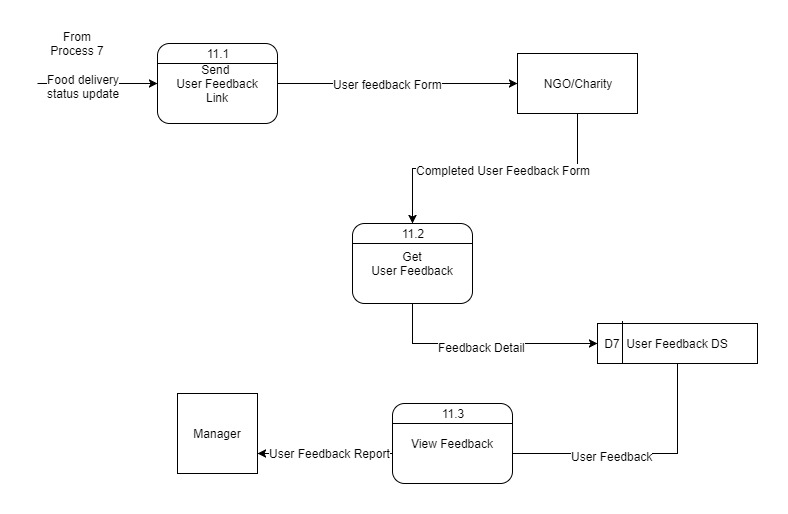 From
Process 7
Food delivery
status update
11.1
Send
User Feedback
Link
User feedback Form
NGO/Charity
Completed User Feedback Form
11.2
Get
User Feedback
Feedback Detail
D7 User Feedback DS
11.3
View Feedback
Manager
User Feedback Report
User Feedback